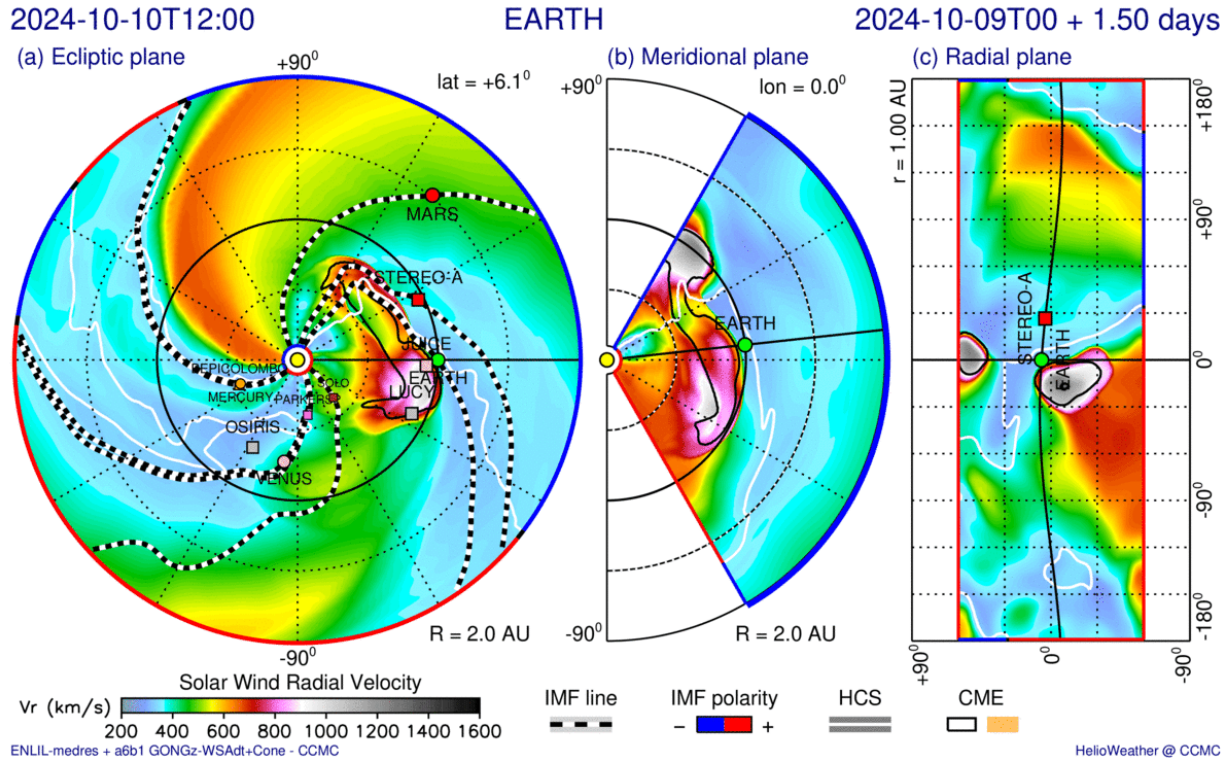 2024-10-10T12:00 EARTH 2024-10-09T00 + 1.50 days
(a) Ecliptic plane (b) Meridional plane (c) Radial plane
+90⁰
lat = +6.1⁰
+90⁰
lon = 0.0⁰
r = 1.00 AU
+180⁰
MARS
+90⁰
STEREO-A
STEREO-A
EARTH
JUICE
EARTH
EARTH
0⁰
BEPICOLOMBO
SOLO
MERCURY
PARKERSP
LUCY
OSIRIS
VENUS
-90⁰
-180⁰
R = 2.0 AU
-90⁰
-90⁰
R = 2.0 AU
+90⁰ 0⁰ -90⁰
Solar Wind Radial Velocity
Vr (km/s)
200 400 600 800 1000 1200 1400 1600
IMF line IMF polarity HCS CME
- +
ENLIL-medres + a6b1 GONGz-WSAdt+Cone - CCMC
HelioWeather @ CCMC